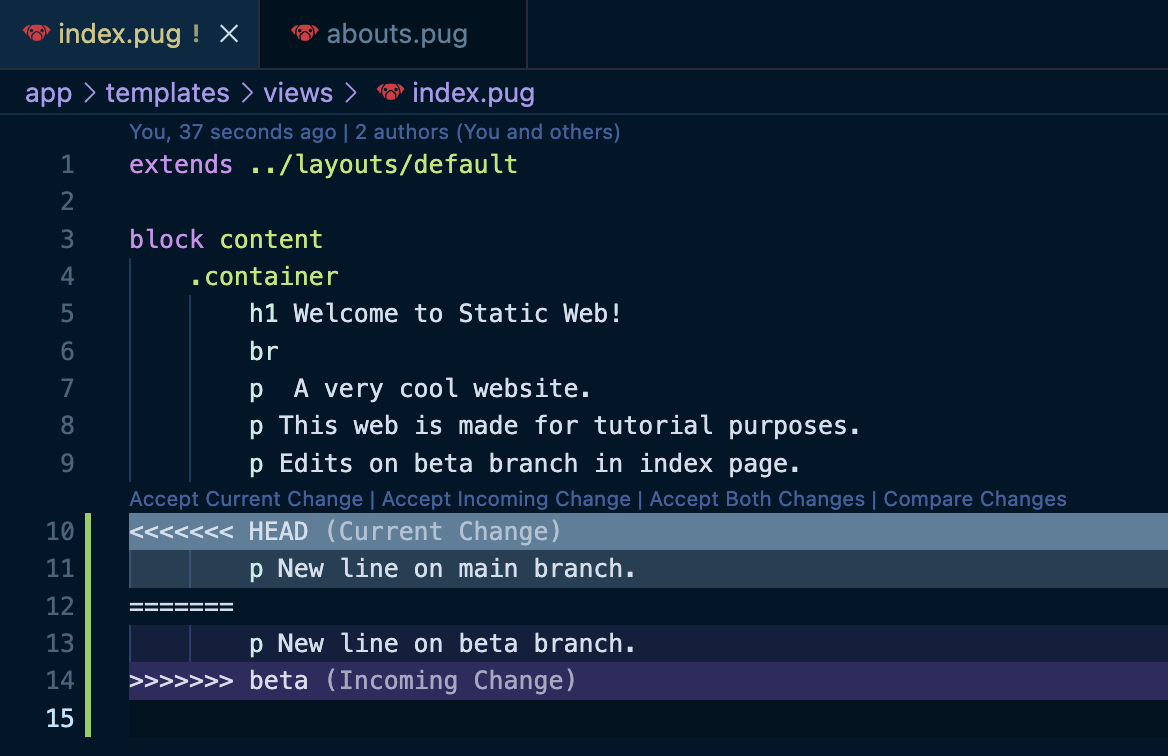 index.pug ! × abouts.pug
app > templates > views > index.pug
You, 37 seconds ago | 2 authors (You and others)
1 extends ../layouts/default
2
3 block content
4 .container
5 h1 Welcome to Static Web!
6 br
7 p  A very cool website.
8 p This web is made for tutorial purposes.
9 p Edits on beta branch in index page.
Accept Current Change | Accept Incoming Change | Accept Both Changes | Compare Changes
10 <<<<<<< HEAD (Current Change)
11 p New line on main branch.
12 =======
13 p New line on beta branch.
14 >>>>>>> beta (Incoming Change)
15